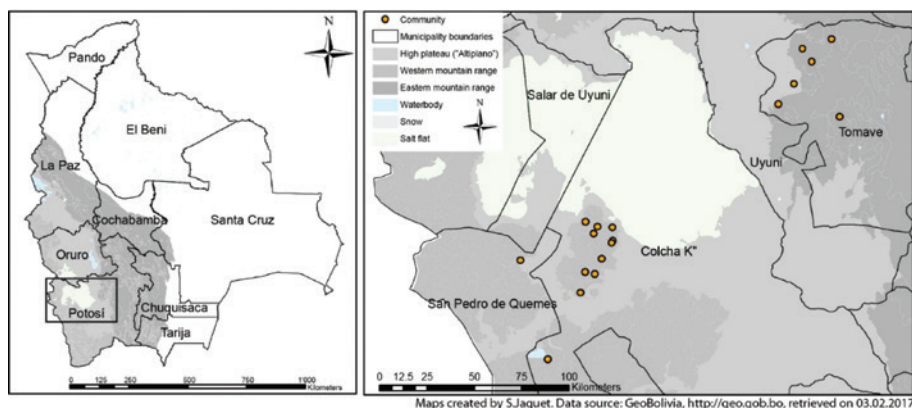 N
Pando
El Beni
La Paz
Cochabamba
Santa Cruz
Oruro
Potosí
Chuquisaca
Tarija
0 125 250 500 750 1'000
Kilometers
Community
Municipality boundaries
High plateau ("Altiplano")
Western mountain range
Eastern mountain range
Waterbody
Snow
Salt flat
N
Salar de Uyuni
Tomave
Uyuni
Colcha K"
San Pedro de Quemes
0 12.5 25 50 75 100
Kilometers
Maps created by S.Jaquet. Data source: GeoBolivia, http://geo.gob.bo, retrieved on 03.02.2017